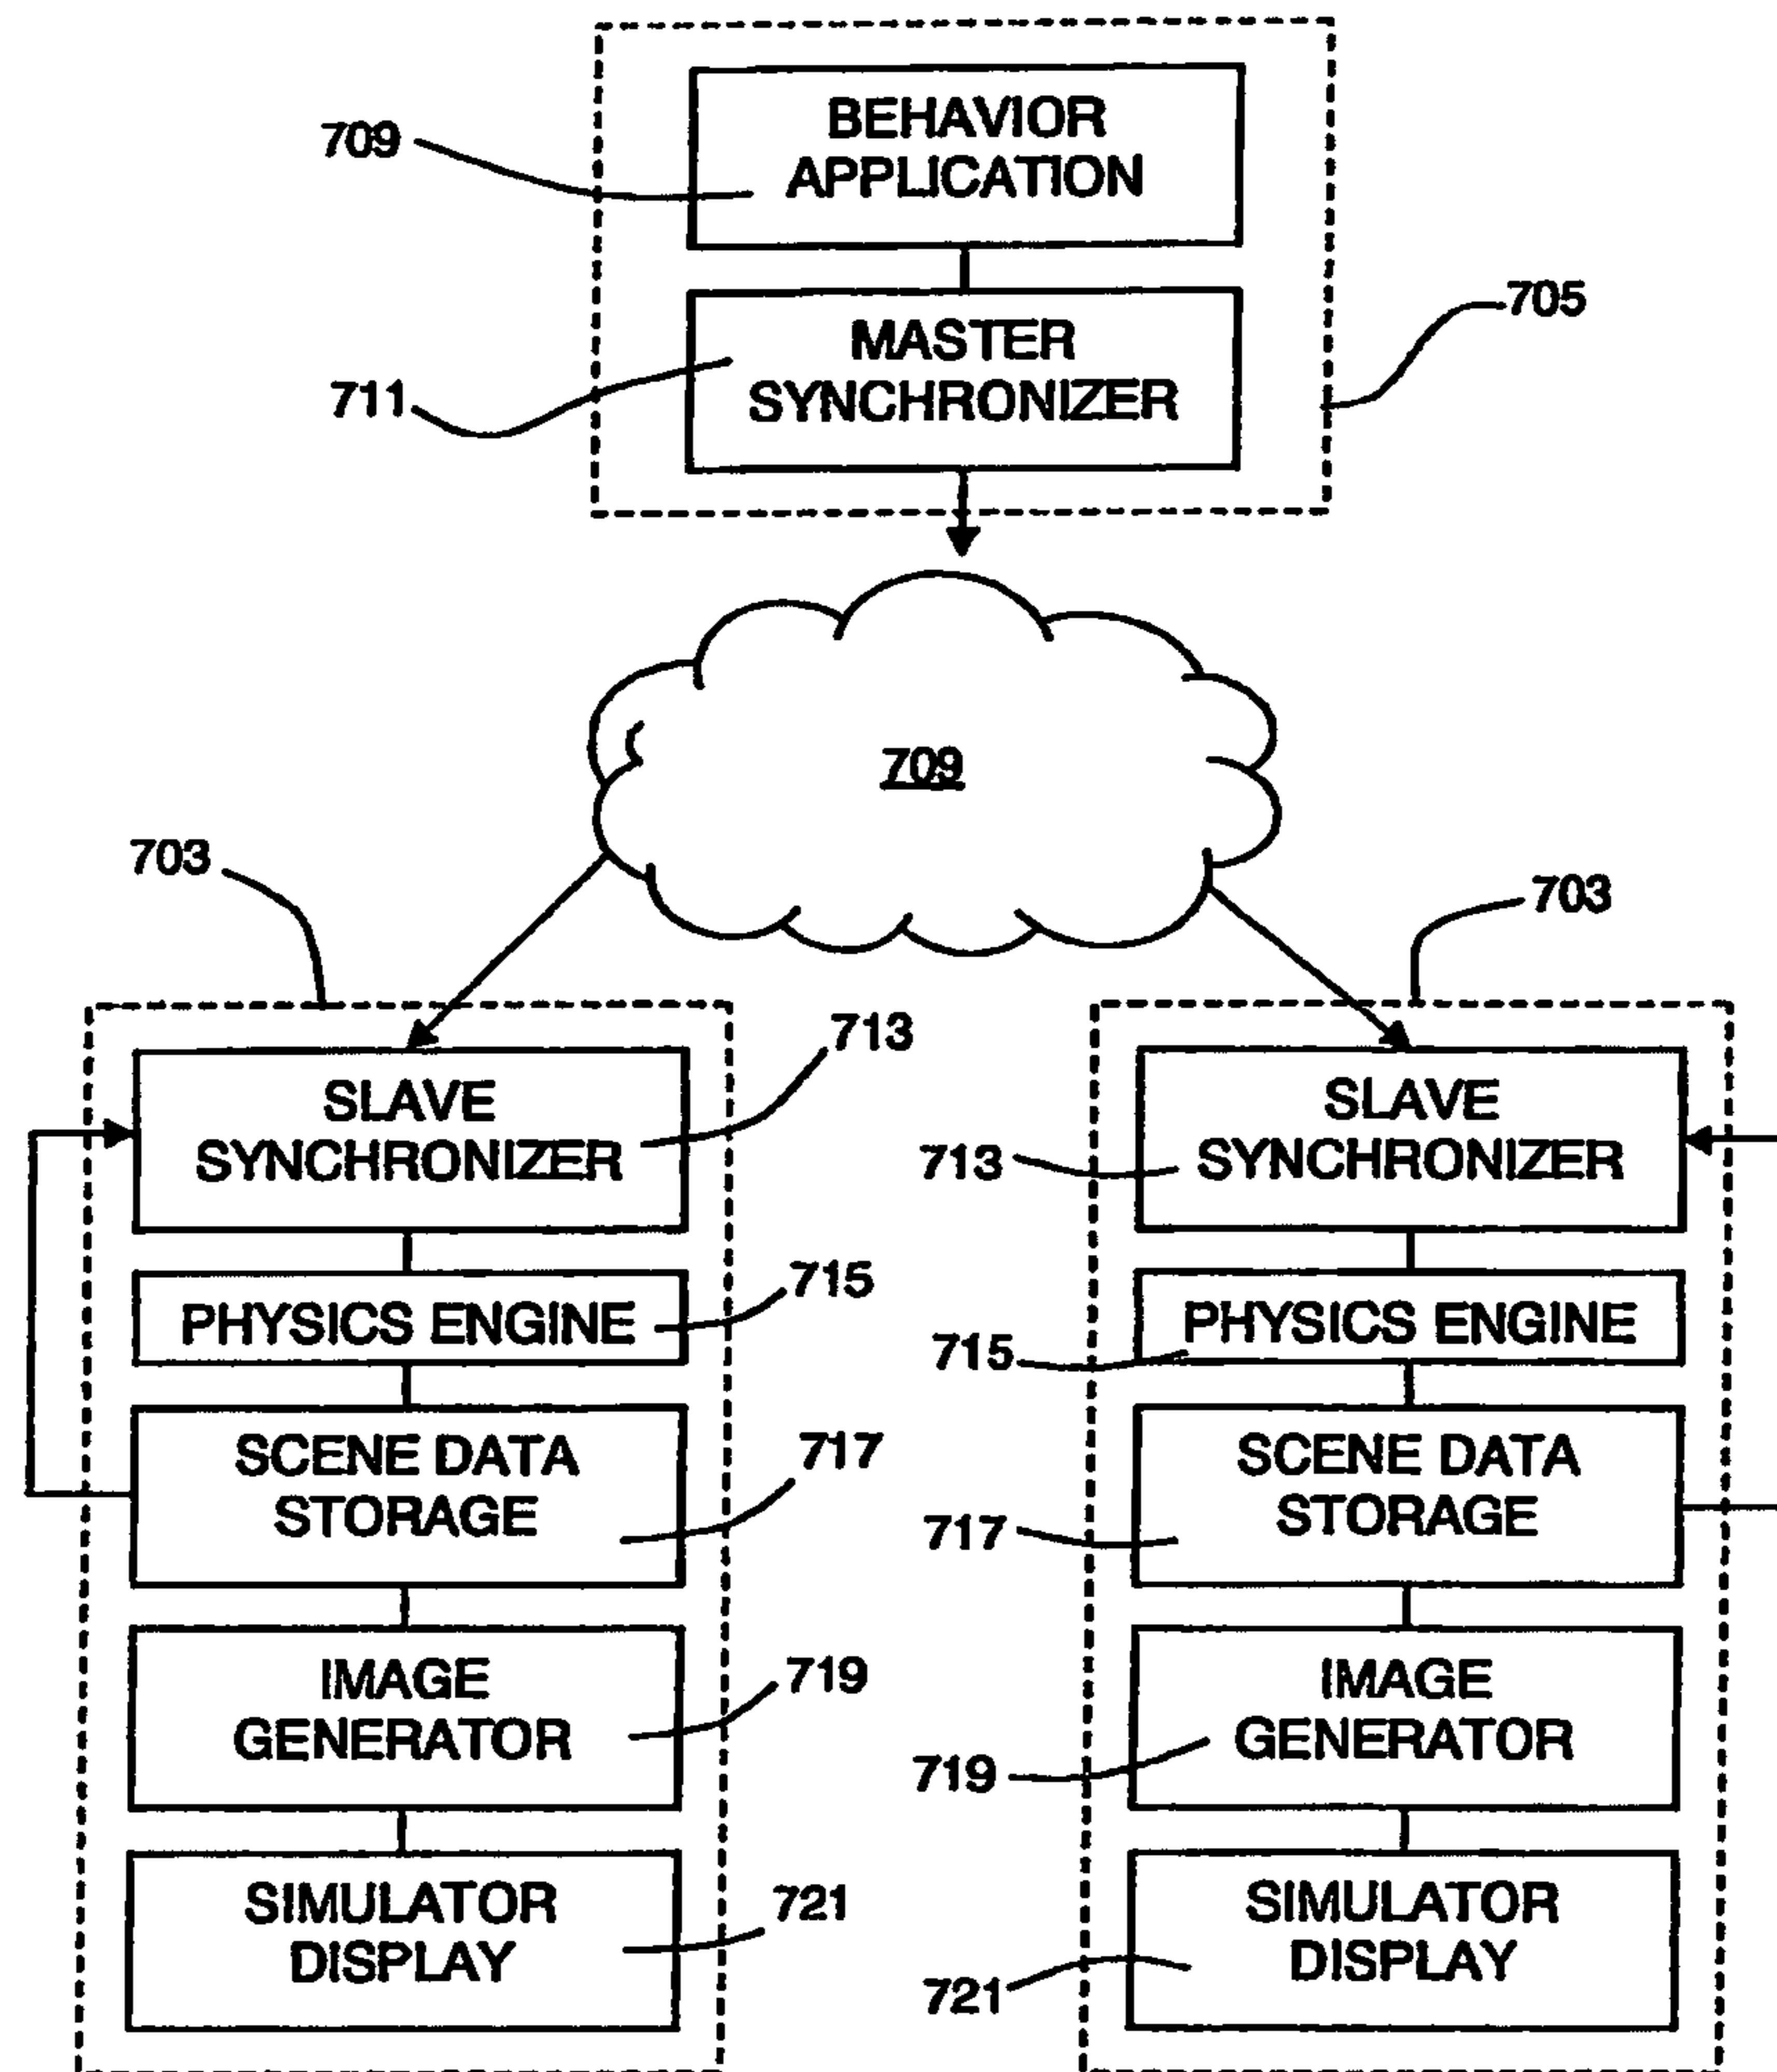 BEHAVIOR
APPLICATION
709
MASTER
SYNCHRONIZER
705
711
709
703
703
SLAVE
SYNCHRONIZER
713
PHYSICS ENGINE
715
SCENE DATA
STORAGE
717
IMAGE
GENERATOR
719
SIMULATOR
DISPLAY
721
SLAVE
SYNCHRONIZER
713
PHYSICS ENGINE
715
SCENE DATA
STORAGE
717
IMAGE
GENERATOR
719
SIMULATOR
DISPLAY
721